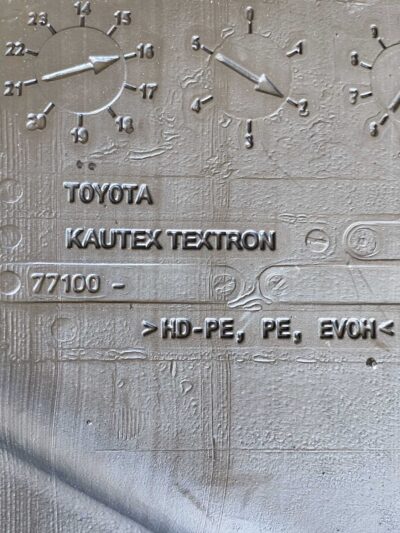 23 14 15
22 16
21 17
20 19 18
0
5 1
4 2
3
TOYOTA
KAUTEX TEXTRON
77100 -
>HD-PE, PE, EVOH<